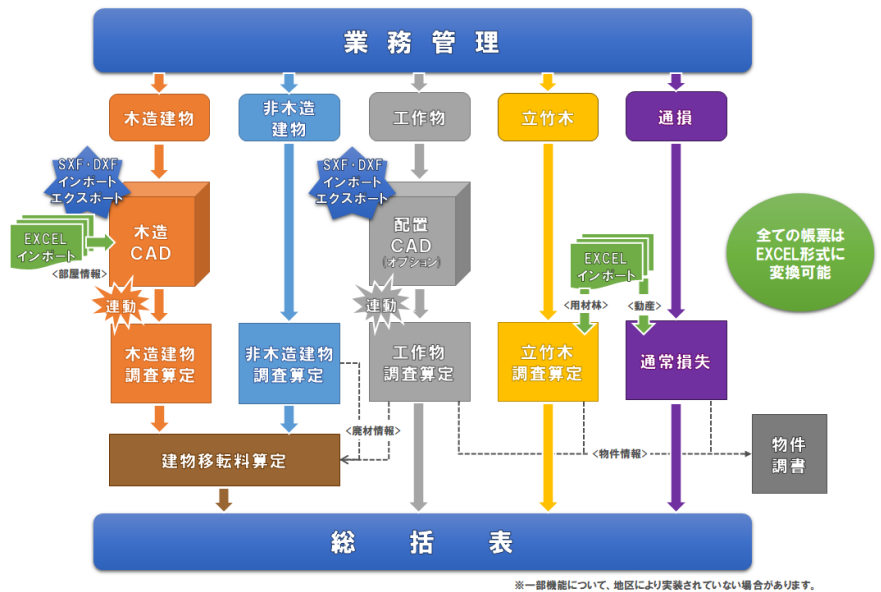 業務管理
木造建物
非木造
建物
工作物
立竹木
通損
SXF・DXF
インポート
エクスポート
SXF・DXF
インポート
エクスポート
木造
CAD
配置
CAD
(オプション)
EXCEL
インポート
<部屋情報>
EXCEL
インポート
<用材林>
<動産>
全ての帳票は
EXCEL形式に
変換可能
連動
連動
木造建物
調査算定
非木造建物
調査算定
工作物
調査算定
立竹木
調査算定
通常損失
<廃材情報>
<物件情報>
建物移転料算定
物件
調書
総括表
※一部機能について、地区により実装されていない場合があります。